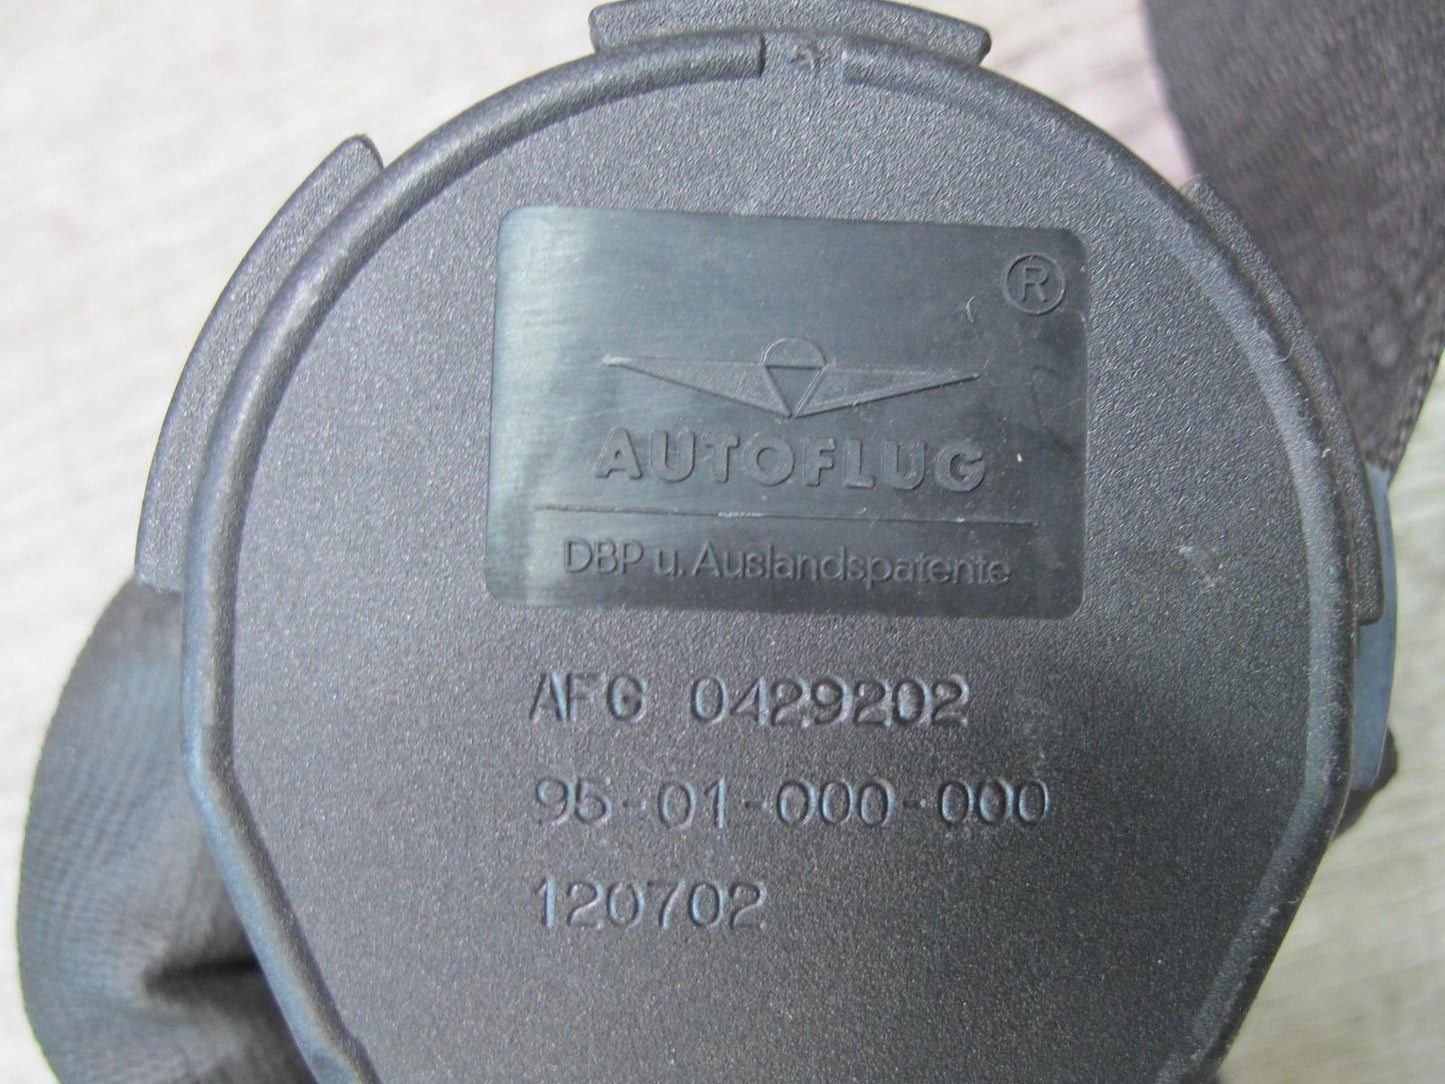 ®
AUTOFLUG
DBP u. Auslandspatente
AFG 0429202
95-01-000-000
120702